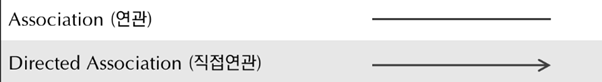 Association (연관)
Directed Association (직접연관)